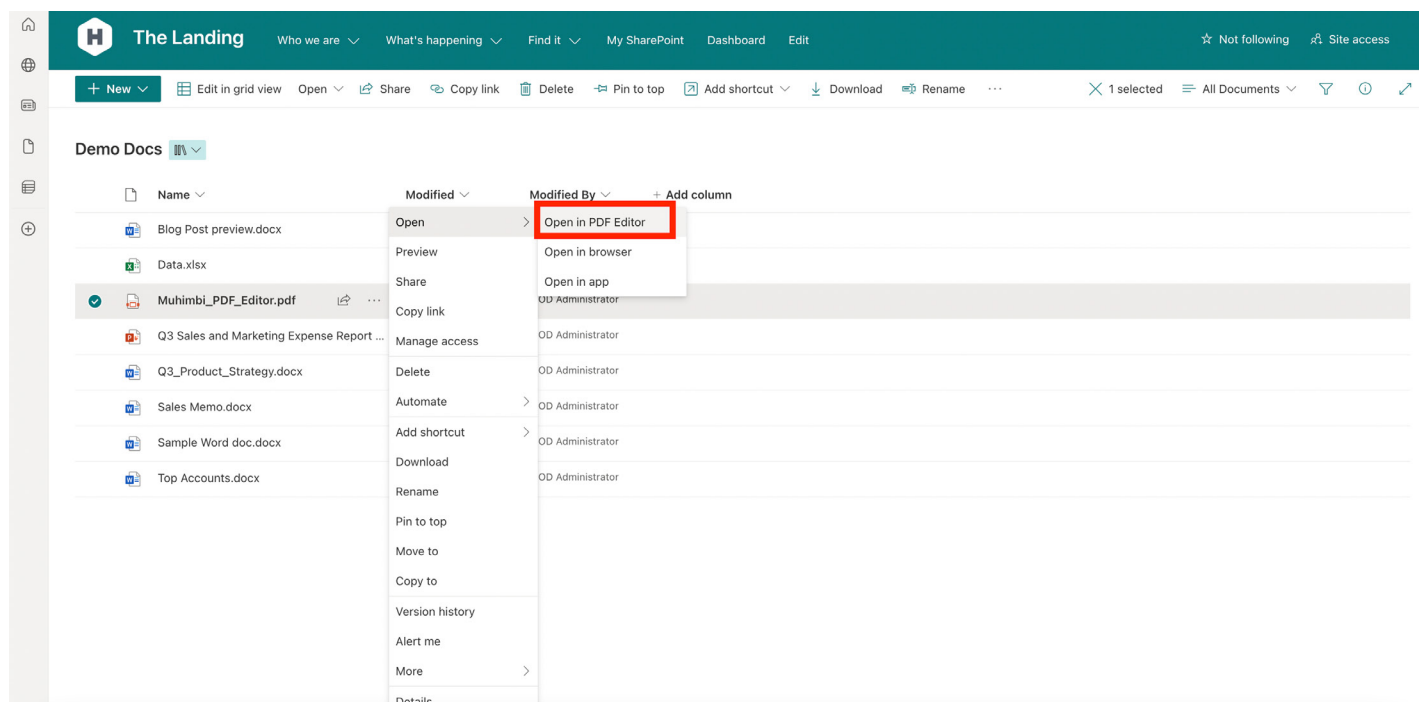 H The Landing Who we are What's happening Find it My SharePoint Dashboard Edit Not following Site access
New Edit in grid view Open Share Copy link Delete Pin to top Add shortcut Download Rename ... 1 selected All Documents
Demo Docs
Name Modified Modified By + Add column
Blog Post preview.docx
Data.xlsx
Muhimbi_PDF_Editor.pdf ... OD Administrator
Q3 Sales and Marketing Expense Report ... OD Administrator
Q3_Product_Strategy.docx OD Administrator
Sales Memo.docx OD Administrator
Sample Word doc.docx OD Administrator
Top Accounts.docx OD Administrator
Open
Preview
Share
Copy link
Manage access
Delete
Automate
Add shortcut
Download
Rename
Pin to top
Move to
Copy to
Version history
Alert me
More
Details
Open in PDF Editor
Open in browser
Open in app